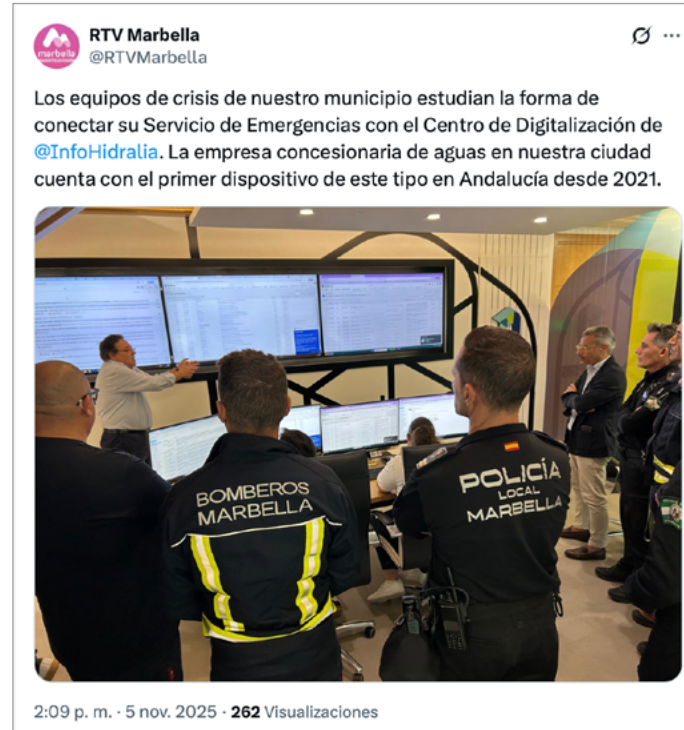 marbella
RTV Marbella
@RTVMarbella
Los equipos de crisis de nuestro municipio estudian la forma de
conectar su Servicio de Emergencias con el Centro de Digitalización de
@InfoHidralia. La empresa concesionaria de aguas en nuestra ciudad
cuenta con el primer dispositivo de este tipo en Andalucía desde 2021.
BOMBEROS
MARBELLA
POLICÍA
LOCAL
MARBELLA
2:09 p. m. · 5 nov. 2025 · 262 Visualizaciones